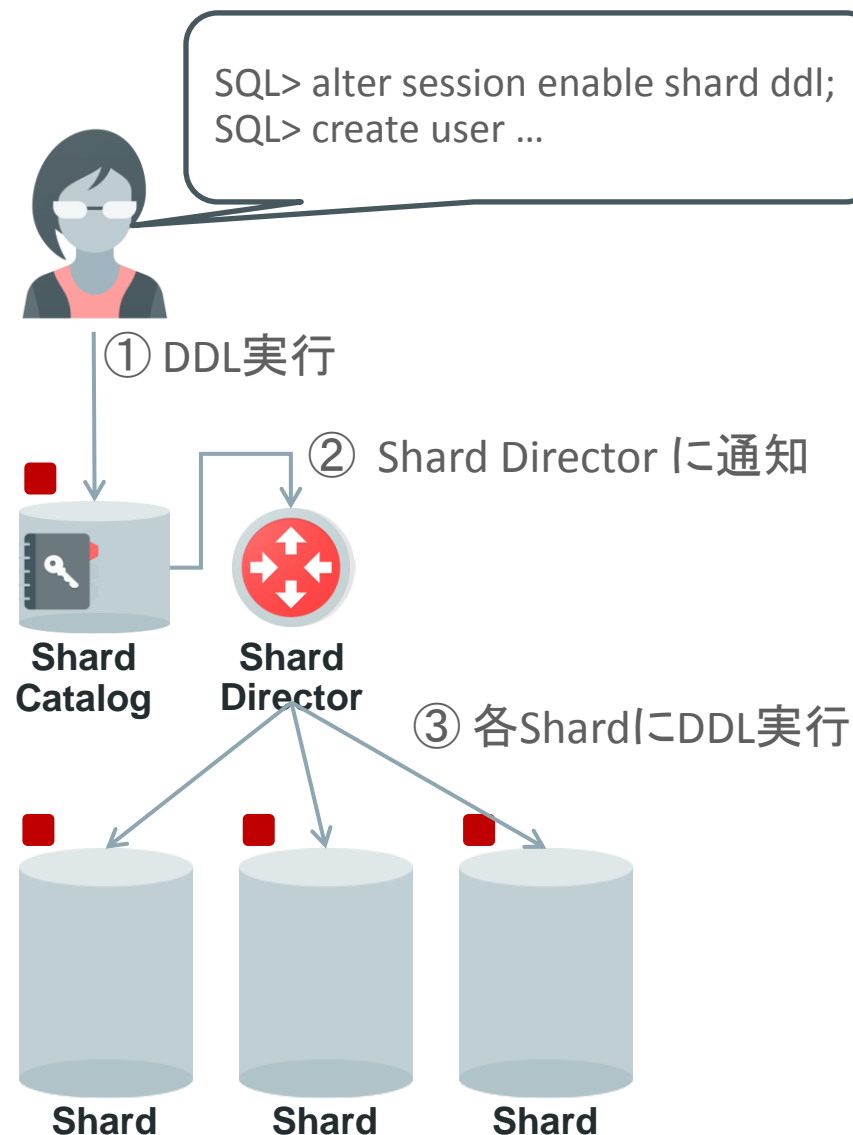 SQL> alter session enable shard ddl;
SQL> create user …
① DDL実行
② Shard Director に通知
Shard
Catalog
Shard
Director
③ 各ShardにDDL実行
Shard
Shard
Shard